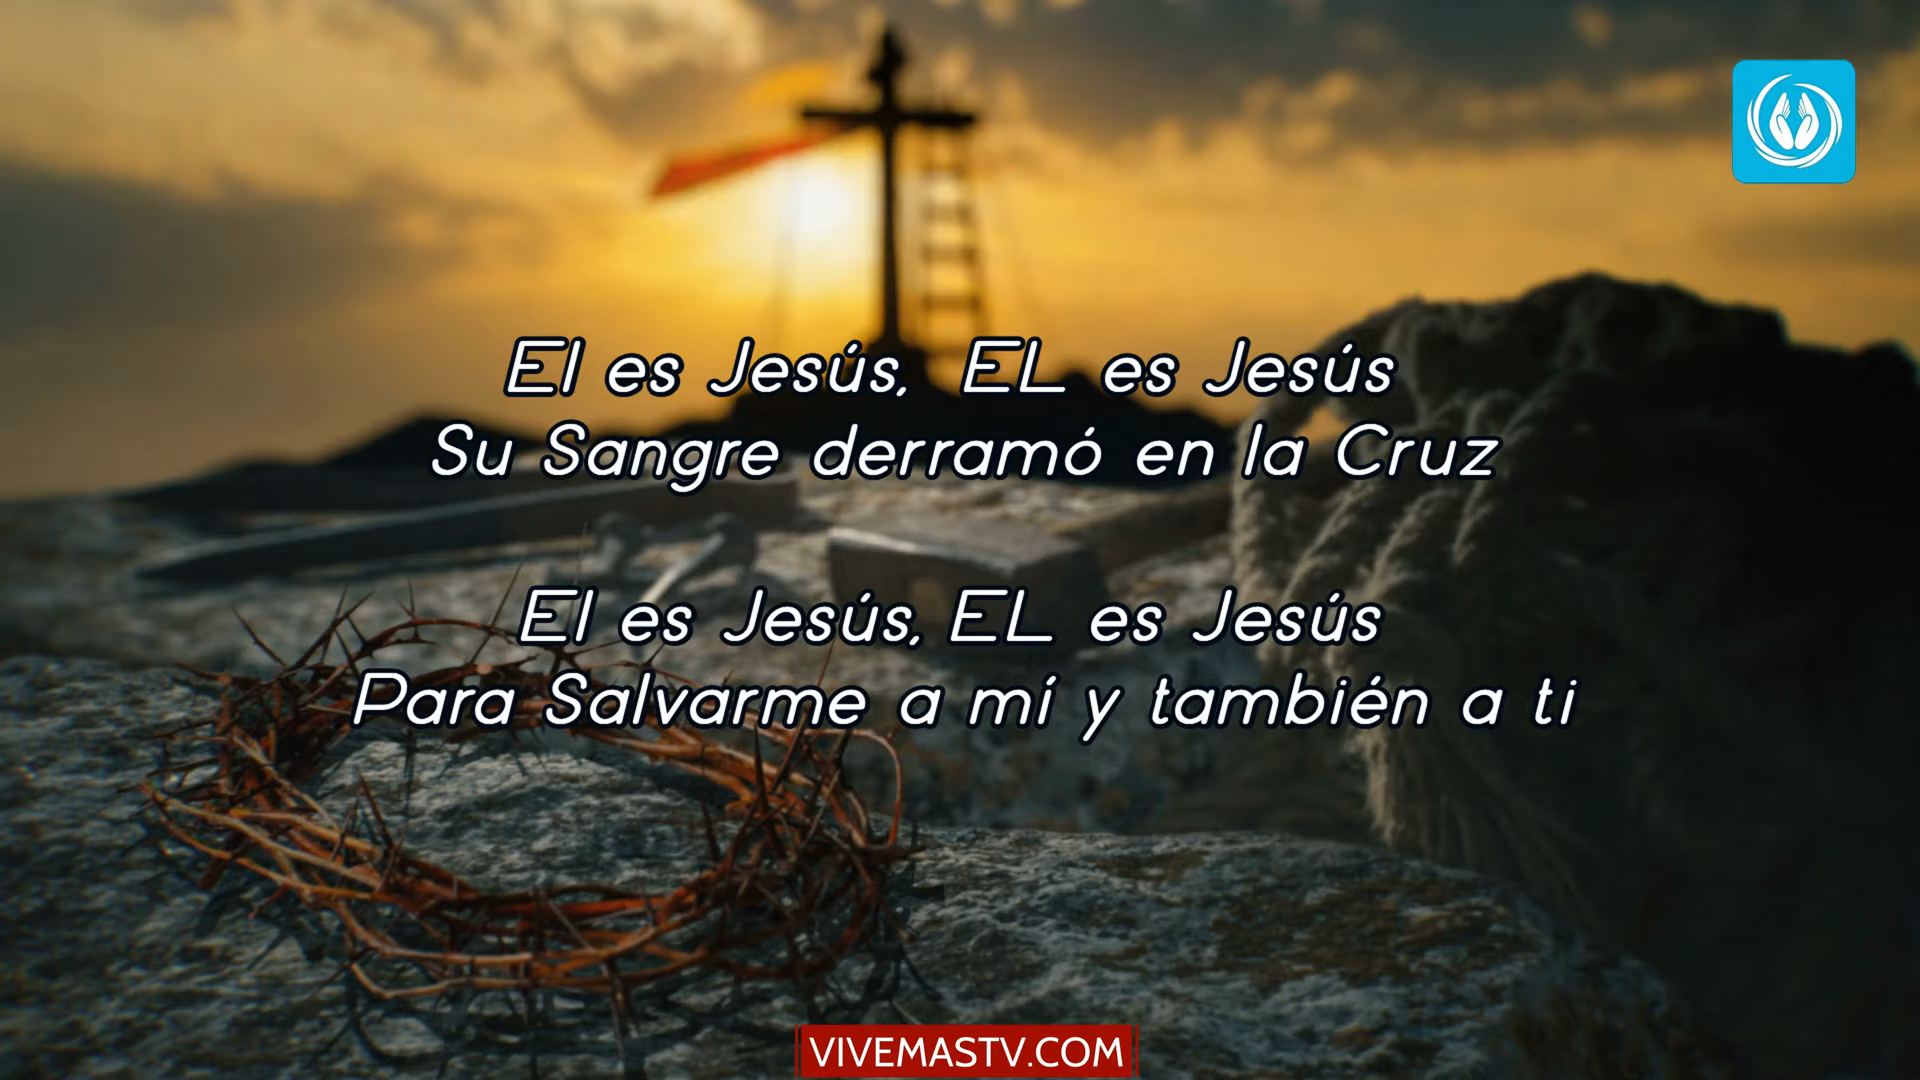 El es Jesús, EL es Jesús
Su Sangre derramó en la Cruz
El es Jesús, EL es Jesús
Para Salvarme a mí y también a ti
VIVEMASTV.COM